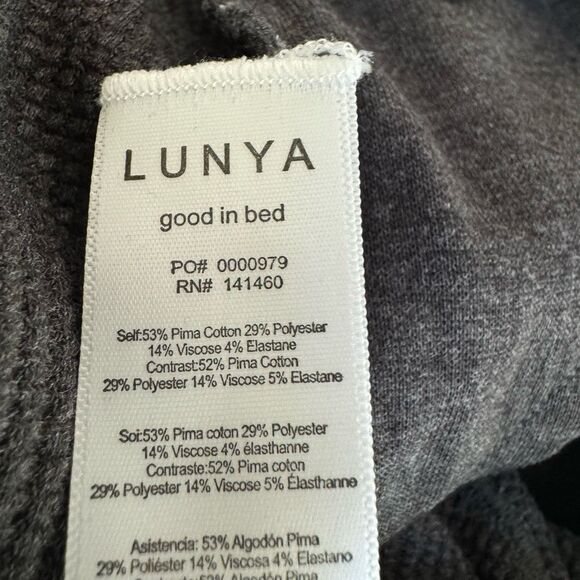 LUNYA
good in bed
PO# 0000979
RN# 141460
Self:53% Pima Cotton 29% Polyester
14% Viscose 4% Elastane
Contrast:52% Pima Cotton
29% Polyester 14% Viscose 5% Elastane
Soi:53% Pima coton 29% Polyester
14% Viscose 4% élasthanne
Contraste:52% Pima coton
29% Polyester 14% Viscose 5% Élasthanne
Asistencia: 53% Algodón Pima
29% Poliéster 14% Viscosa 4% Elastano
52% Algodón Pima